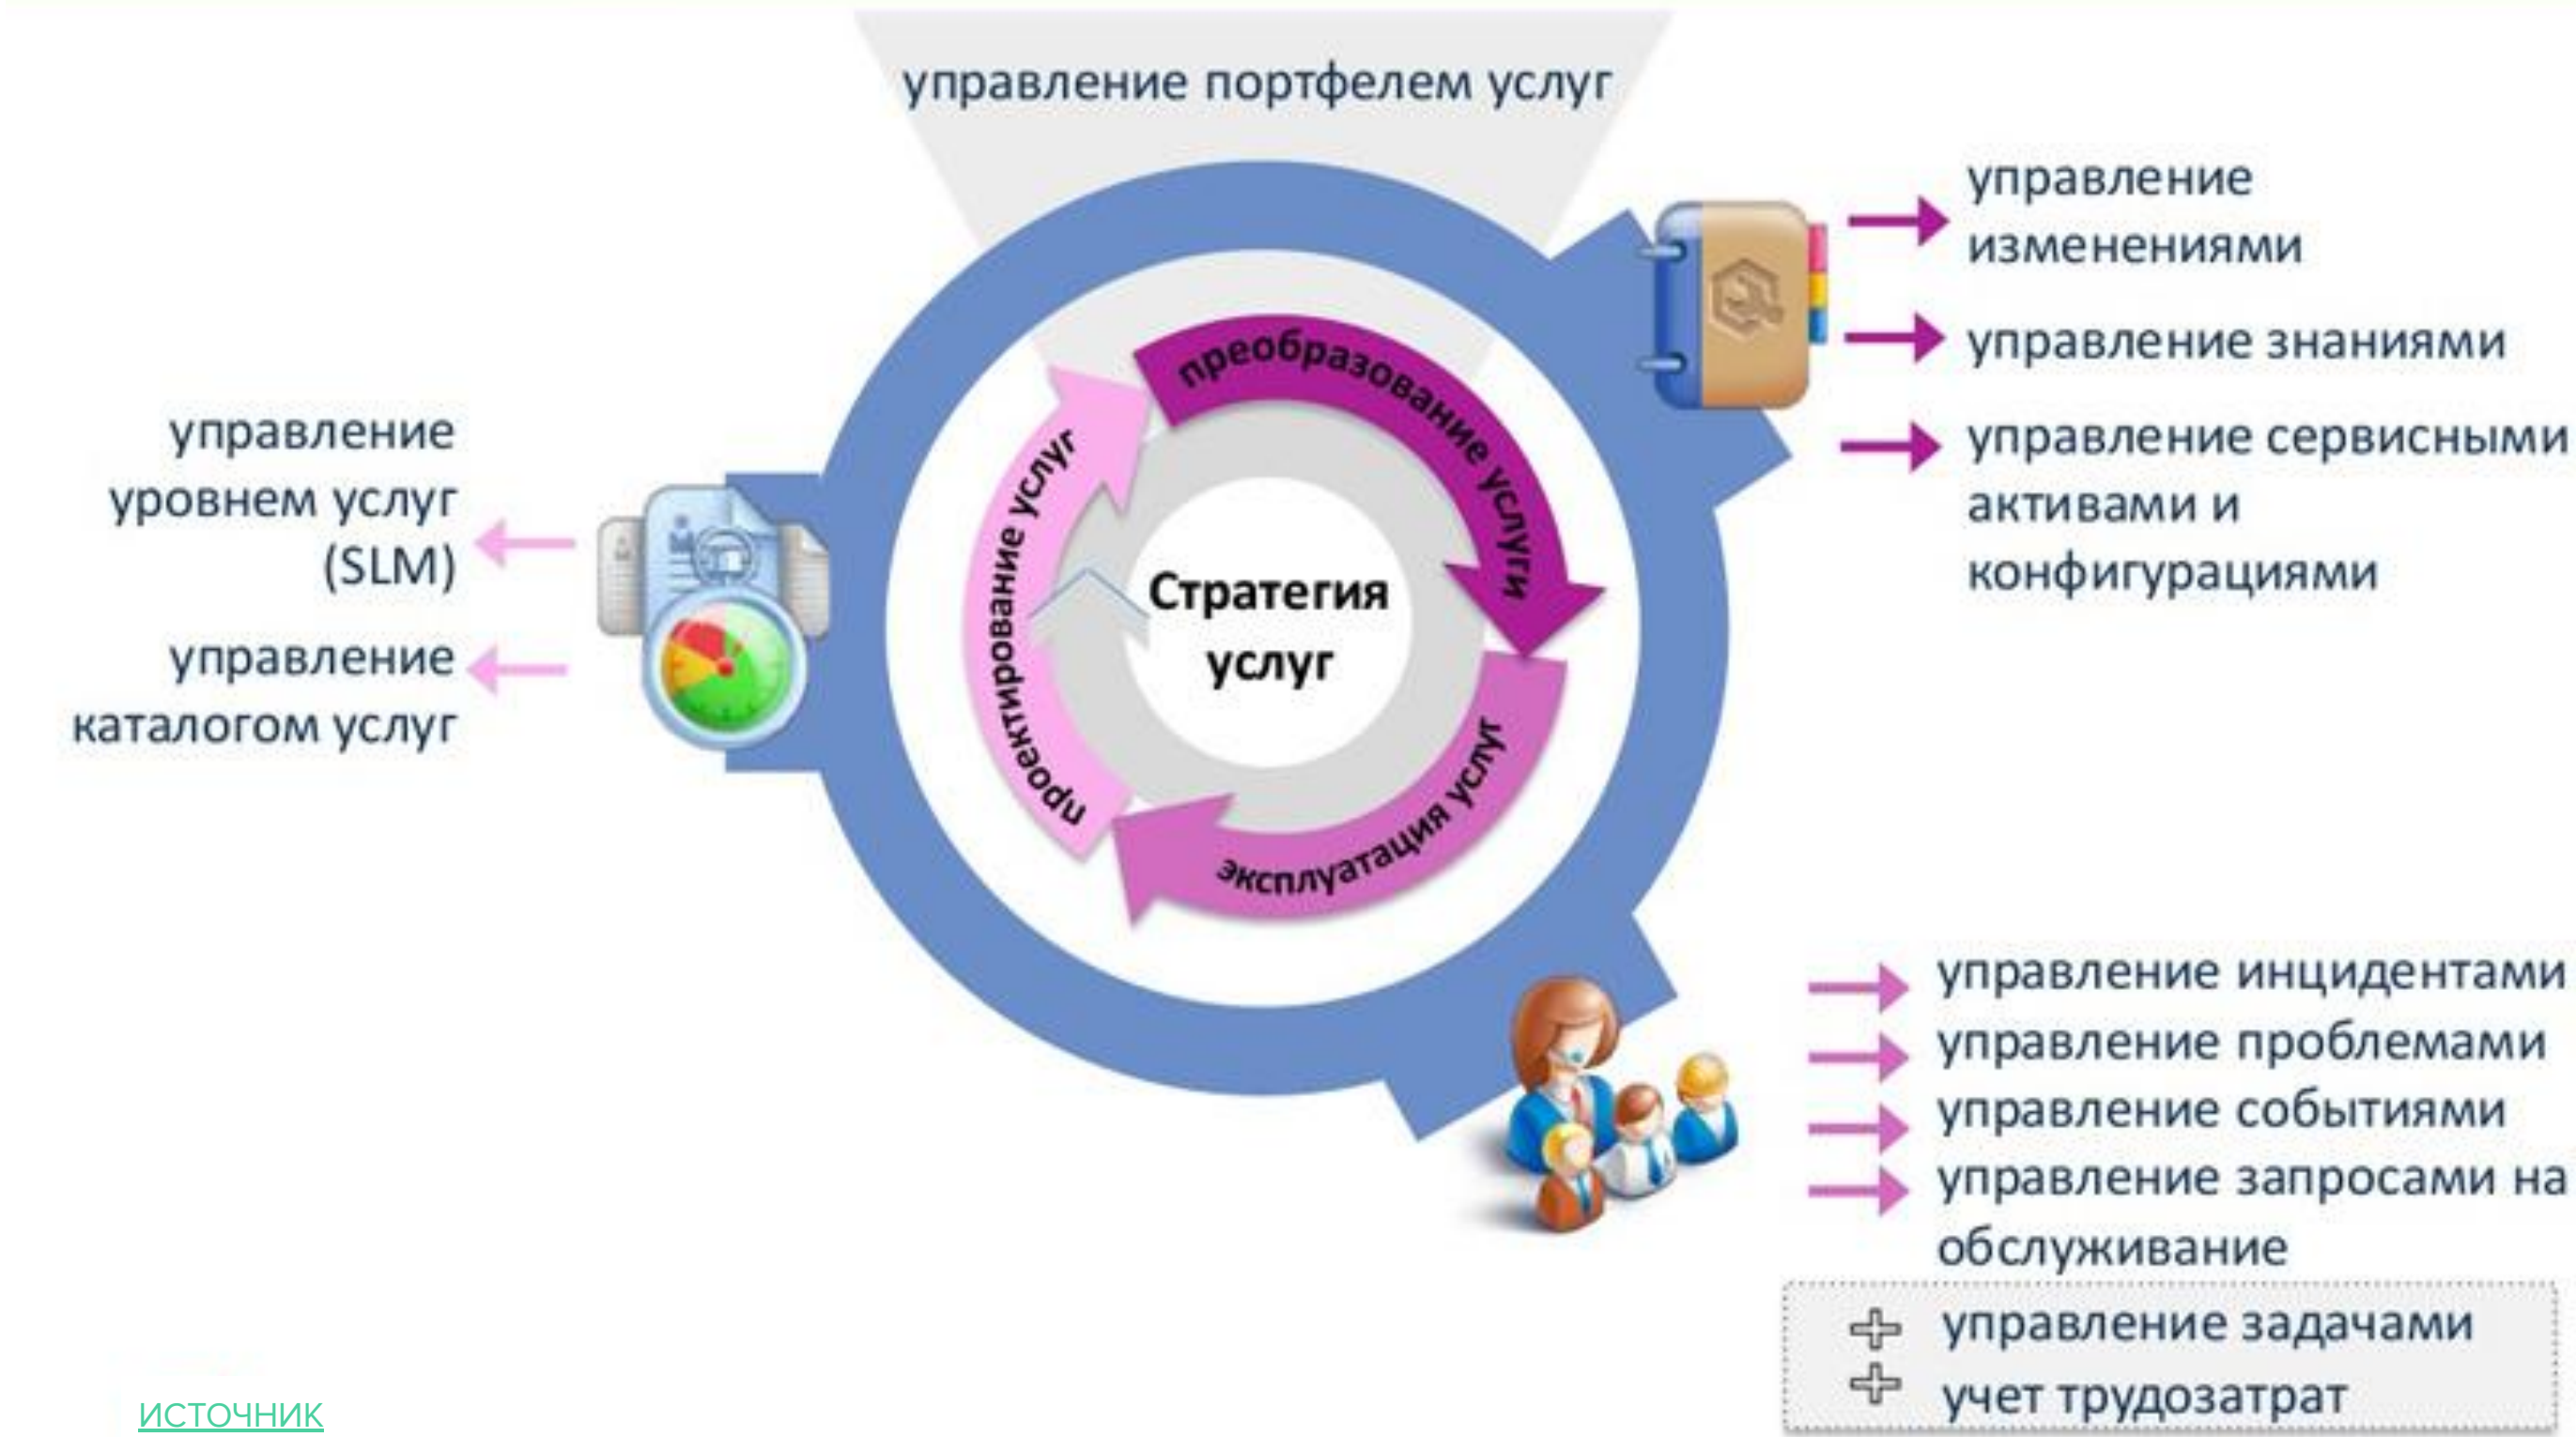 управление портфелем услуг
управление
изменениями
управление знаниями
управление сервисными
активами и
конфигурациями
управление
уровнем услуг
(SLM)
управление
каталогом услуг
преобразование услуги
проектирование услуг
эксплуатация услуг
Стратегия
услуг
управление инцидентами
управление проблемами
управление событиями
управление запросами на
обслуживание
управление задачами
учет трудозатрат
ИСТОЧНИК